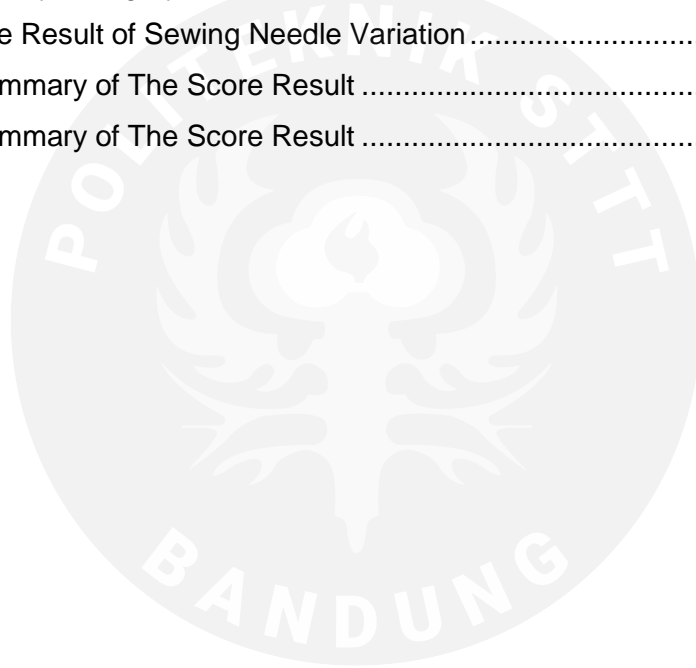 e Result of Sewing Needle Variation.............................
mmary of The Score Result ..........................................
mmary of The Score Result ..........................................
POLITEKNIK STTT
BANDUNG